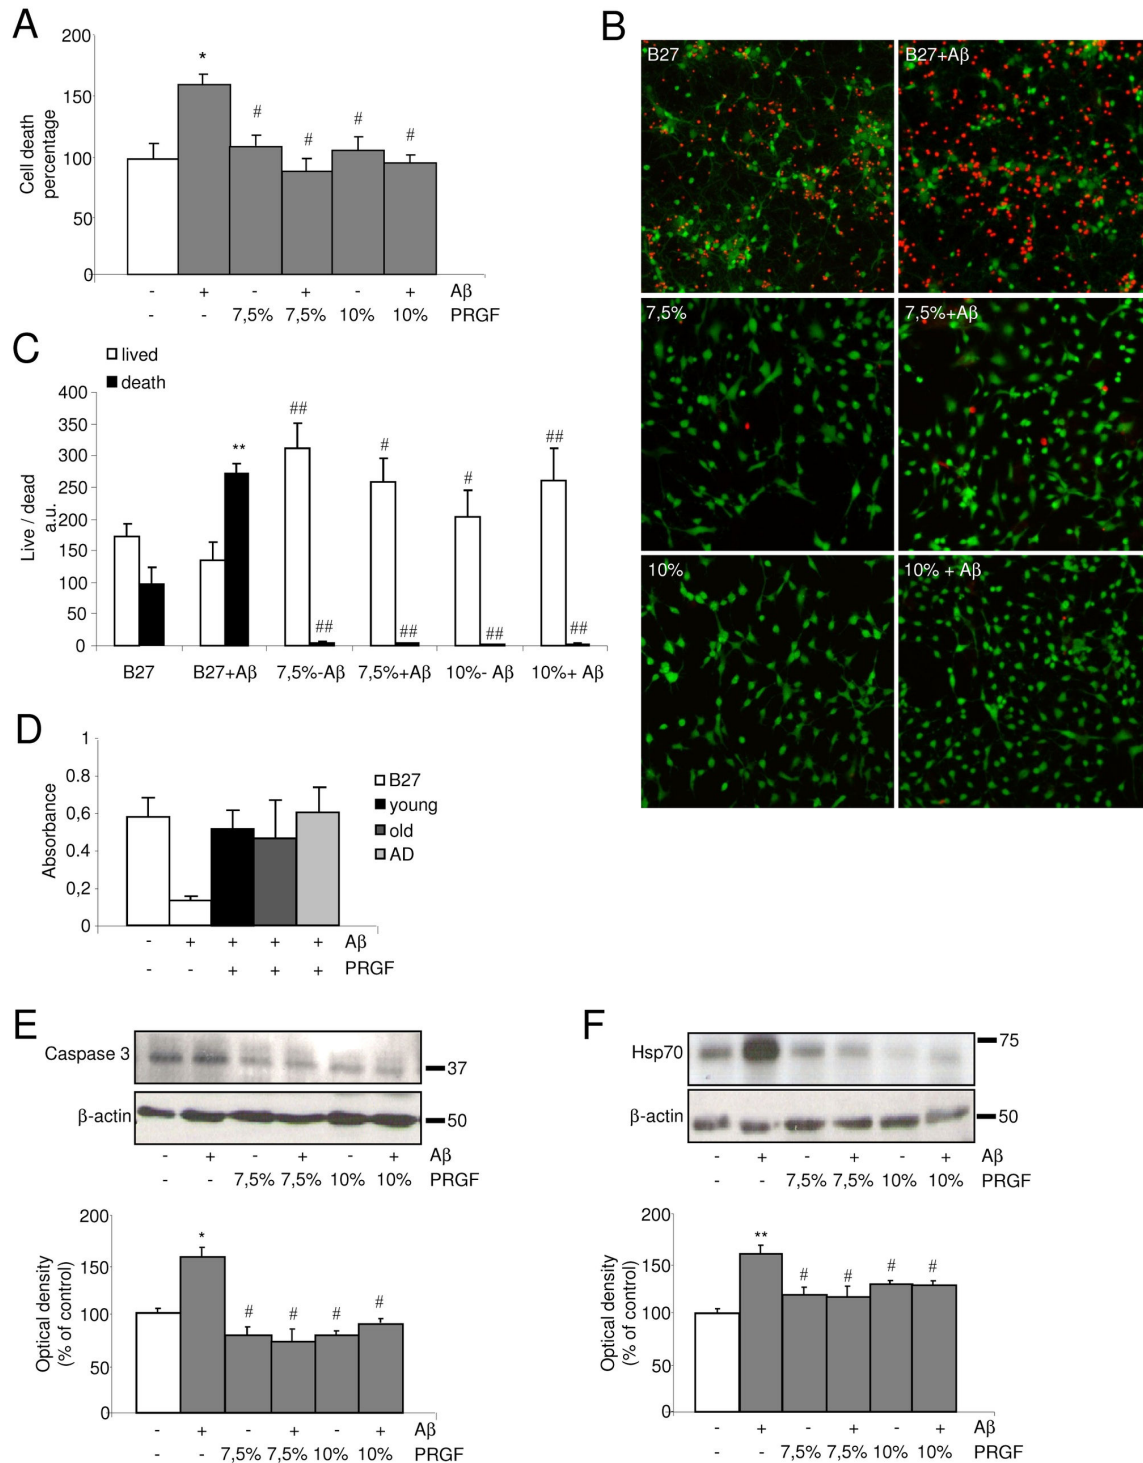 A
200
*
150
#
#
#
#
100
Cell death
percentage
50
0
- + - + - + Aβ
- - 7,5% 7,5% 10% 10% PRGF
B
B27
B27+Aβ
7,5%
7,5%+Aβ
10%
10% + Aβ
C
lived
death
400
350
300
250
200
150
100
50
0
Live / dead
a.u.
**
##
#
#
##
## ## ## ##
B27 B27+Aβ 7,5%-Aβ 7,5%+Aβ 10%- Aβ 10%+ Aβ
D
1
0.8
0,6
0.4
0,2
0
Absorbance
B27
young
old
AD
- + + + + Aβ
- - + + + PRGF
E
Caspase 3
37
β-actin
50
- + - + - + Aβ
- - 7,5% 7,5% 10% 10% PRGF
200
150
100
50
0
Optical density
(% of control)
*
# # # #
- + - + - + Aβ
- - 7,5% 7,5% 10% 10% PRGF
F
Hsp70
75
β-actin
50
- + - + - + Aβ
- - 7,5% 7,5% 10% 10% PRGF
200
150
100
50
0
Optical density
(% of control)
**
# # # #
- + - + - + Aβ
- - 7,5% 7,5% 10% 10% PRGF